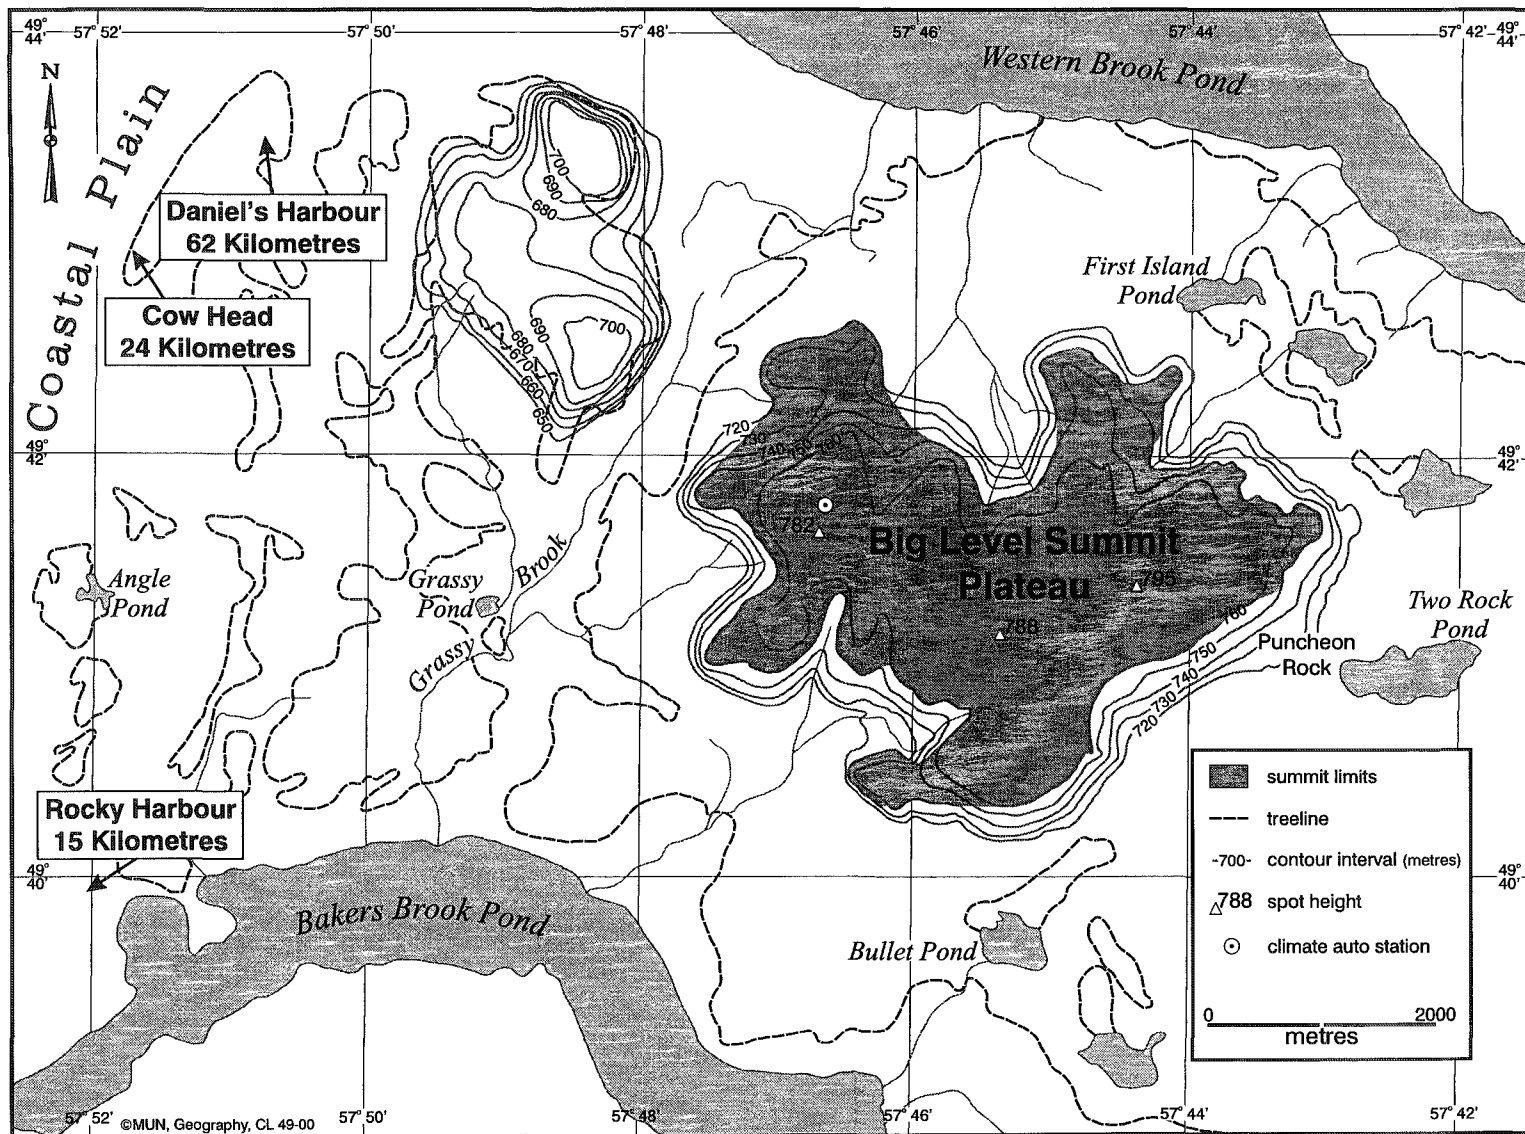 49°
44'
57° 52'
57° 50'
57° 48'
57° 46'
57° 44'
57° 42'
49°
44'
N
Western Brook Pond
Coastal Plain
Daniel's Harbour
62 Kilometres
Cow Head
24 Kilometres
700
690
680
First Island
Pond
690
700
680
670
660
650
49°
42'
720
730
740
750
760
49°
42'
782
Big Level Summit
Plateau
795
788
760
Angle
Pond
Grassy
Pond
Grassy Brook
Two Rock
Pond
Puncheon
Rock
750
740
730
720
summit limits
treeline
-700- contour interval (metres)
788 spot height
climate auto station
0 2000
metres
Rocky Harbour
15 Kilometres
49°
40'
49°
40'
Bakers Brook Pond
Bullet Pond
57° 52'
©MUN, Geography, CL 49-00
57° 50'
57° 48'
57° 46'
57° 44'
57° 42'